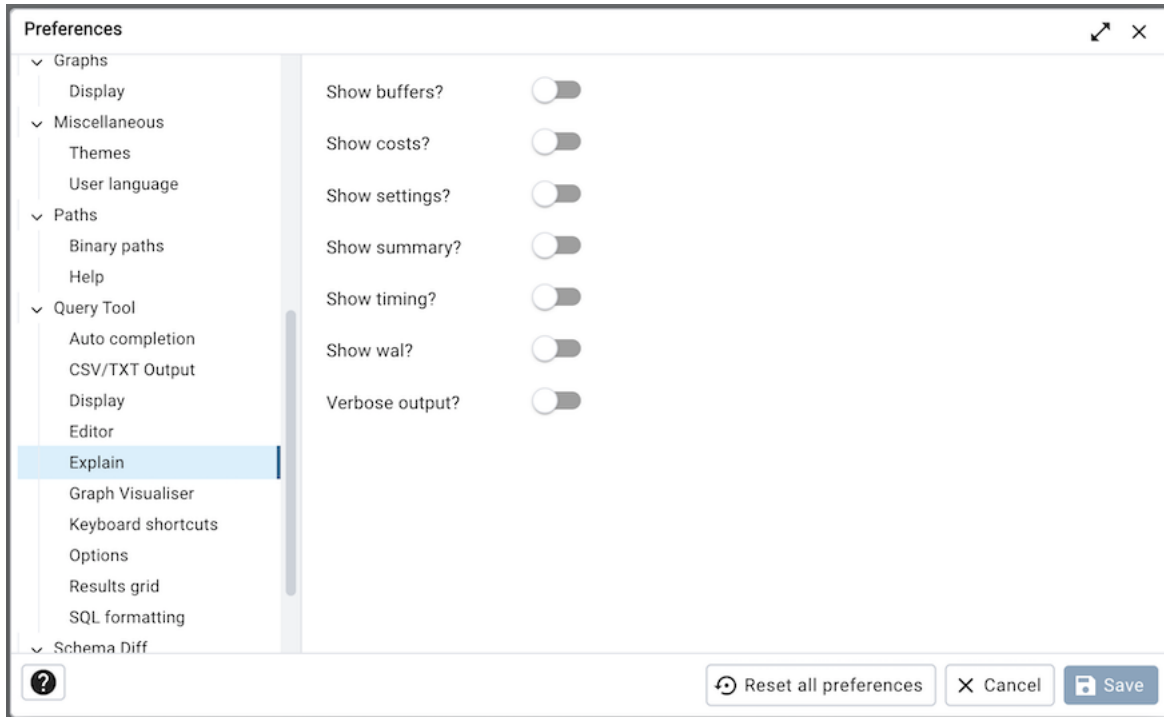 Preferences
Graphs
Display
Miscellaneous
Themes
User language
Paths
Binary paths
Help
Query Tool
Auto completion
CSV/TXT Output
Display
Editor
Explain
Graph Visualiser
Keyboard shortcuts
Options
Results grid
SQL formatting
Schema Diff
Show buffers?
Show costs?
Show settings?
Show summary?
Show timing?
Show wal?
Verbose output?
?
Reset all preferences
Cancel
Save